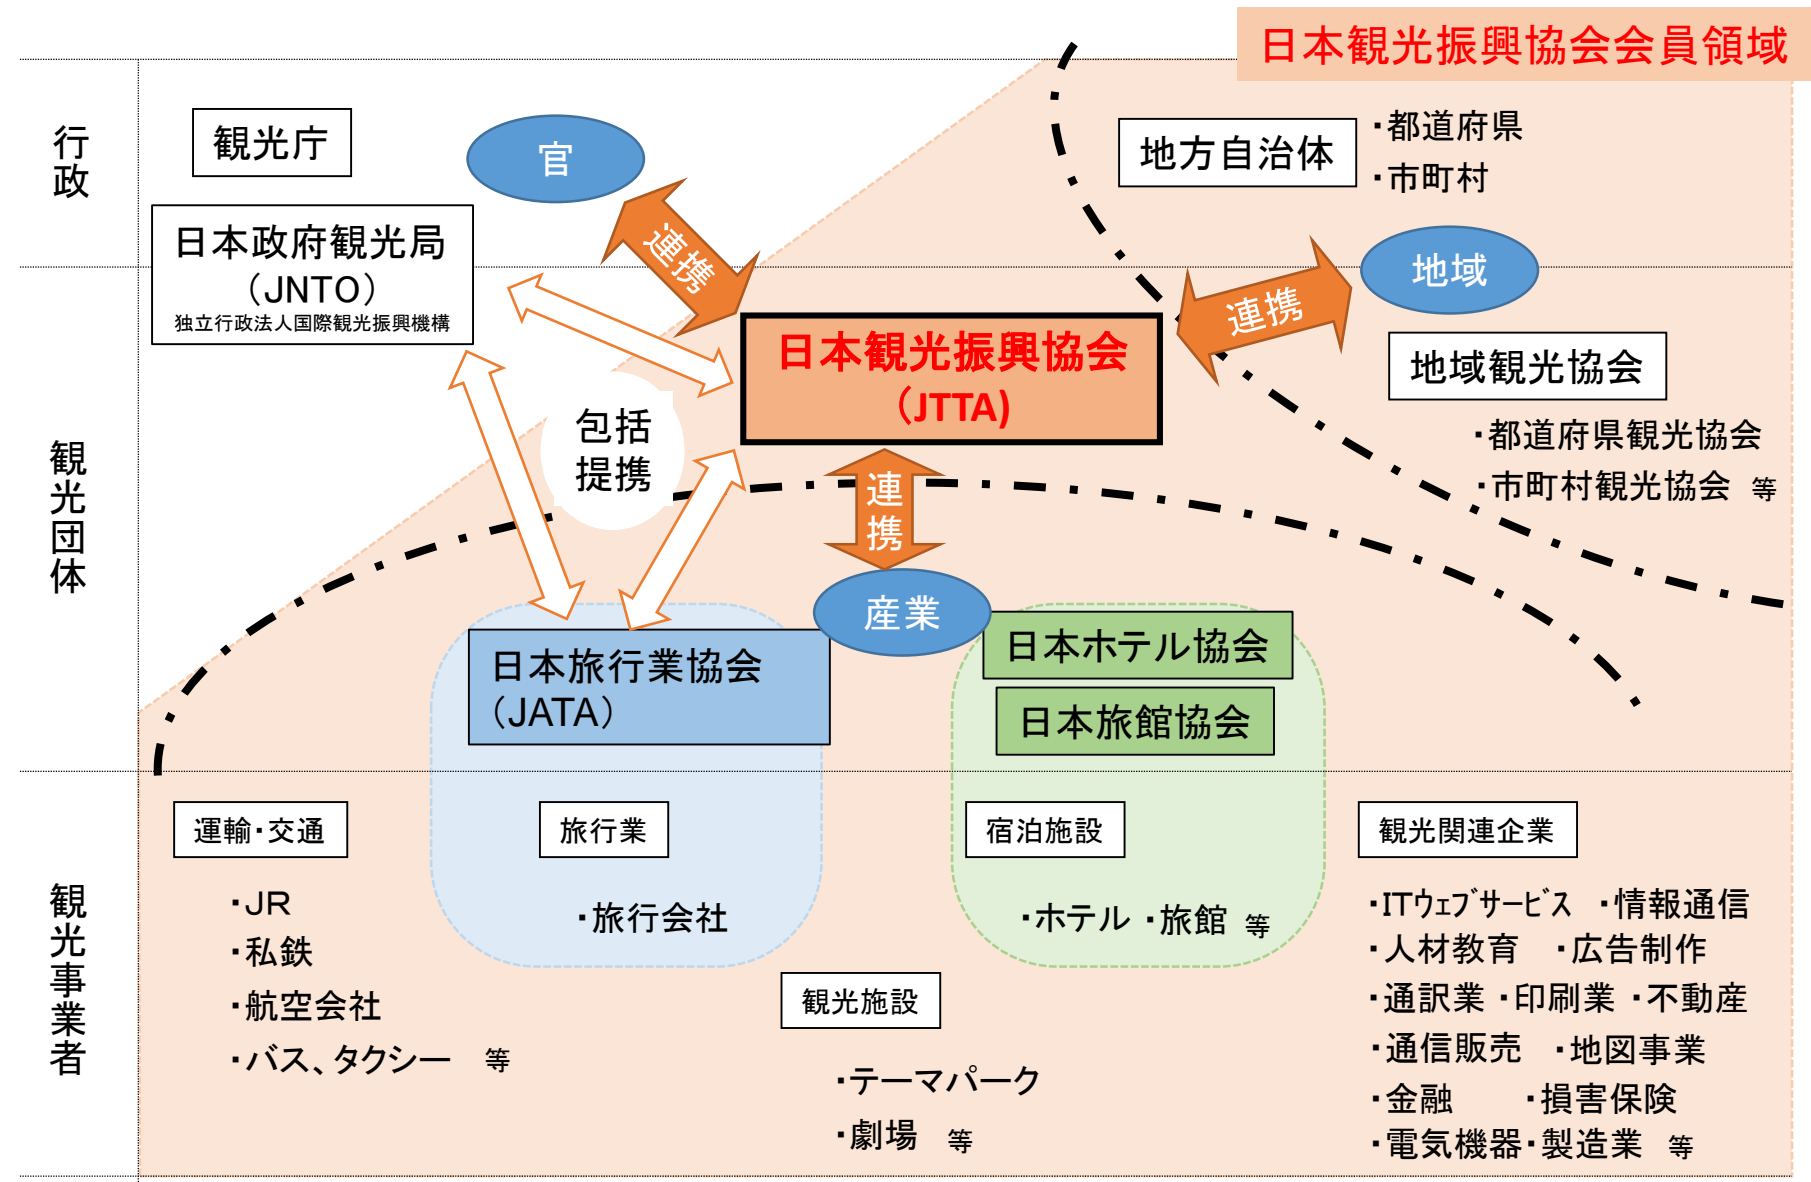 日本観光振興協会会員領域
行政
観光庁
官
地方自治体
・都道府県
・市町村
日本政府観光局
（JNTO）
独立行政法人国際観光振興機構
連携
連携
地域
観光団体
日本観光振興協会
（JTTA)
地域観光協会
・都道府県観光協会
・市町村観光協会 等
包括
提携
連携
産業
日本旅行業協会
（JATA）
日本ホテル協会
日本旅館協会
観光事業者
運輸・交通
・JR
・私鉄
・航空会社
・バス、タクシー 等
旅行業
・旅行会社
宿泊施設
・ホテル ・旅館 等
観光施設
・テーマパーク
・劇場 等
観光関連企業
・ITウェブサービス ・情報通信
・人材教育 ・広告制作
・通訳業 ・印刷業 ・不動産
・通信販売 ・地図事業
・金融 ・損害保険
・電気機器・製造業 等